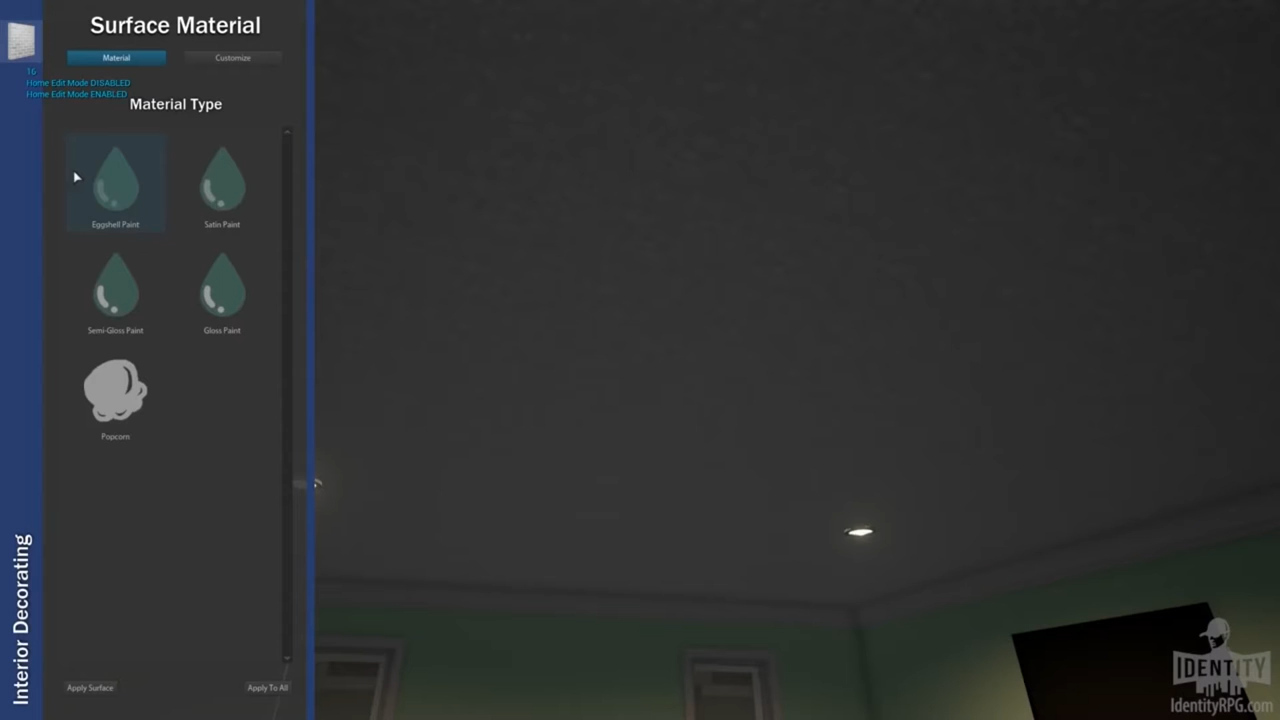 Surface Material
Material
Customize
16
Home Edit Mode DISABLED
Home Edit Mode ENABLED
Material Type
Eggshell Paint
Satin Paint
Semi-Gloss Paint
Gloss Paint
Popcorn
Interior Decorating
Apply Surface
Apply To All
IDENTITY
IdentityRPG.com